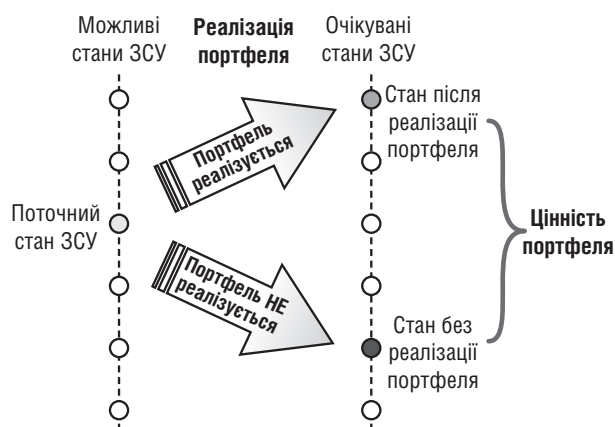 Можливі
стани ЗСУ
Реалізація
портфеля
Очікувані
стани ЗСУ
Портфель
реалізується
Стан після
реалізації
портфеля
Поточний
стан ЗСУ
Цінність
портфеля
Портфель НЕ
реалізується
Стан без
реалізації
портфеля